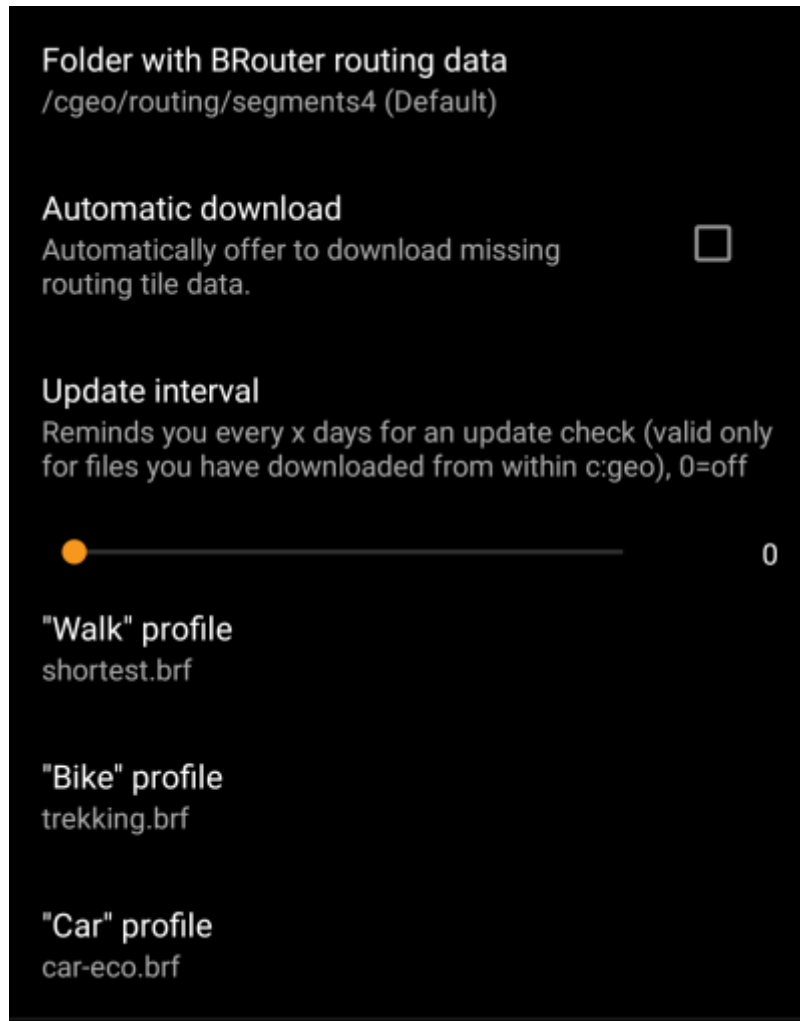 Folder with BRouter routing data
/cgeo/routing/segments4 (Default)
Automatic download
Automatically offer to download missing
routing tile data.
Update interval
Reminds you every x days for an update check (valid only
for files you have downloaded from within c:geo), 0=off
0
"Walk" profile
shortest.brf
"Bike" profile
trekking.brf
"Car" profile
car-eco.brf